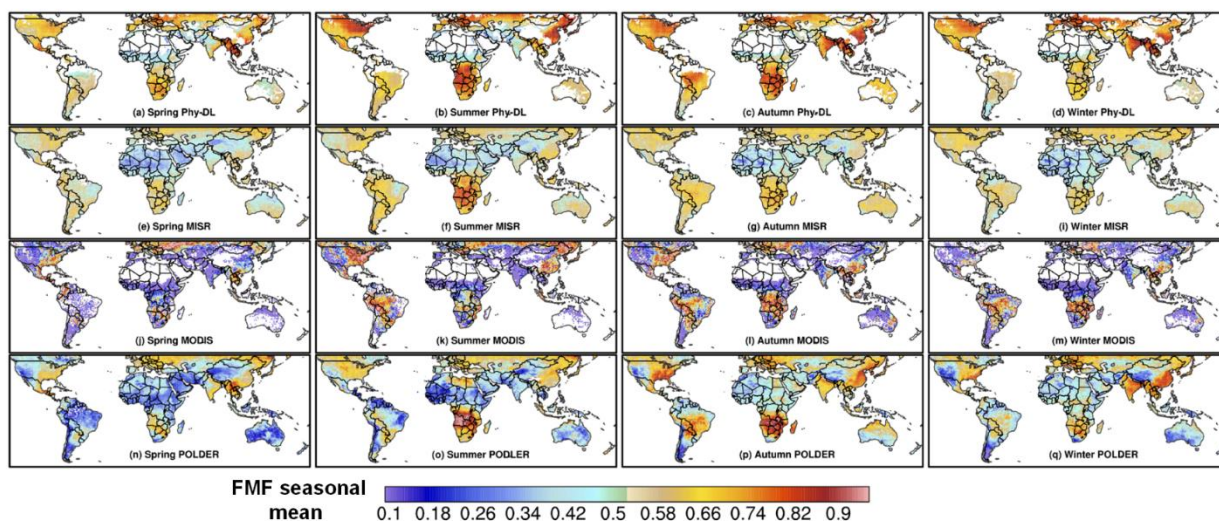 (a) Spring Phy-DL
(b) Summer Phy-DL
(c) Autumn Phy-DL
(d) Winter Phy-DL
(e) Spring MISR
(f) Summer MISR
(g) Autumn MISR
(i) Winter MISR
(j) Spring MODIS
(k) Summer MODIS
(l) Autumn MODIS
(m) Winter MODIS
(n) Spring POLDER
(o) Summer PODLER
(p) Autumn POLDER
(q) Winter POLDER
FMF seasonal
mean
0.1 0.18 0.26 0.34 0.42 0.5 0.58 0.66 0.74 0.82 0.9